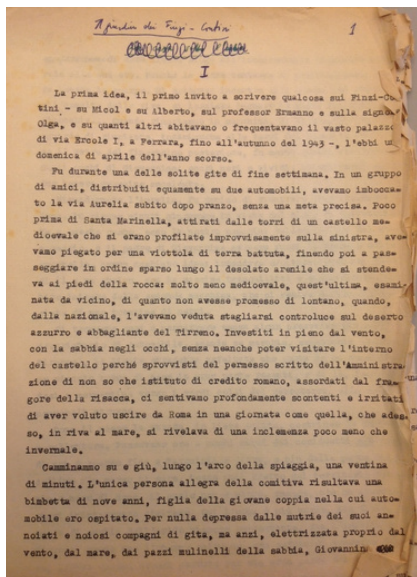 Il giardino dei Finzi-Contini
1
I
La prima idea, il primo invito a scrivere qualcosa sui Finzi-Co
tini - su Micol e su Alberto, sul professor Ermanno e sulla signo
Olga, e su quanti altri abitavano o frequentavano il vasto palazzo
di via Ercole I, a Ferrara, fino all'autunno del 1943 -, l'ebbi un
domenica di aprile dell'anno scorso.
Fu durante una delle solite gite di fine settimana. In un gruppo
di amici, distribuiti equamente su due automobili, avevamo imbocca-
to la via Aurelia subito dopo pranzo, senza una meta precisa. Poco
prima di Santa Marinella, attirati dalle torri di un castello me-
dioevale che si erano profilate improvvisamente sulla sinistra, ave-
vamo piegato per una viottola di terra battuta, finendo poi a pas-
seggiare in ordine sparso lungo il desolato arenile che si stende-
va ai piedi della rocca: molto meno medioevale, quest'ultima, esami-
nata da vicino, di quanto non avesse promesso di lontano, quando,
dalla nazionale, l'avevamo veduta stagliarsi controluce sul deserto
azzurro e abbagliante del Tirreno. Investiti in pieno dal vento,
con la sabbia negli occhi, senza neanche poter visitare l'interno
del castello perché sprovvisti del permesso scritto dell'Amministra-
zione di non so che istituto di credito romano, assordati dal fra-
gore della risacca, ci sentivamo profondamente scontenti e irritati
di aver voluto uscire da Roma in una giornata come quella, che ades-
so, in riva al mare, si rivelava di una inclemenza poco meno che
invernale.
Camminammo su e giù, lungo l'arco della spiaggia, una ventina
di minuti. L'unica persona allegra della comitiva risultava una
bimbetta di nove anni, figlia della giovane coppia nella cui auto-
mobile ero ospitato. Per nulla depressa dalle mutrie dei suoi an-
noiati e noiosi compagni di gita, ma anzi, elettrizzata proprio dal
vento, dal mare, dai pazzi mulinelli della sabbia, Giovannin